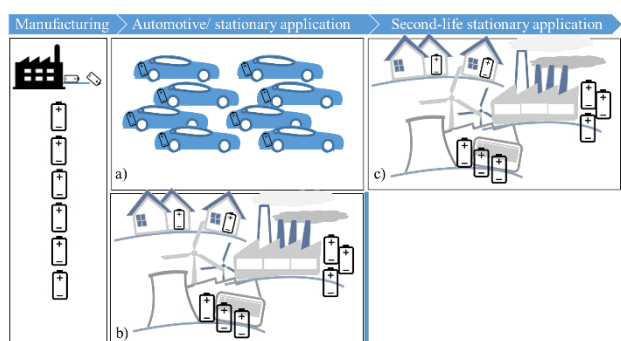 Manufacturing
Automotive/ stationary application
Second-life stationary application
a)
c)
b)